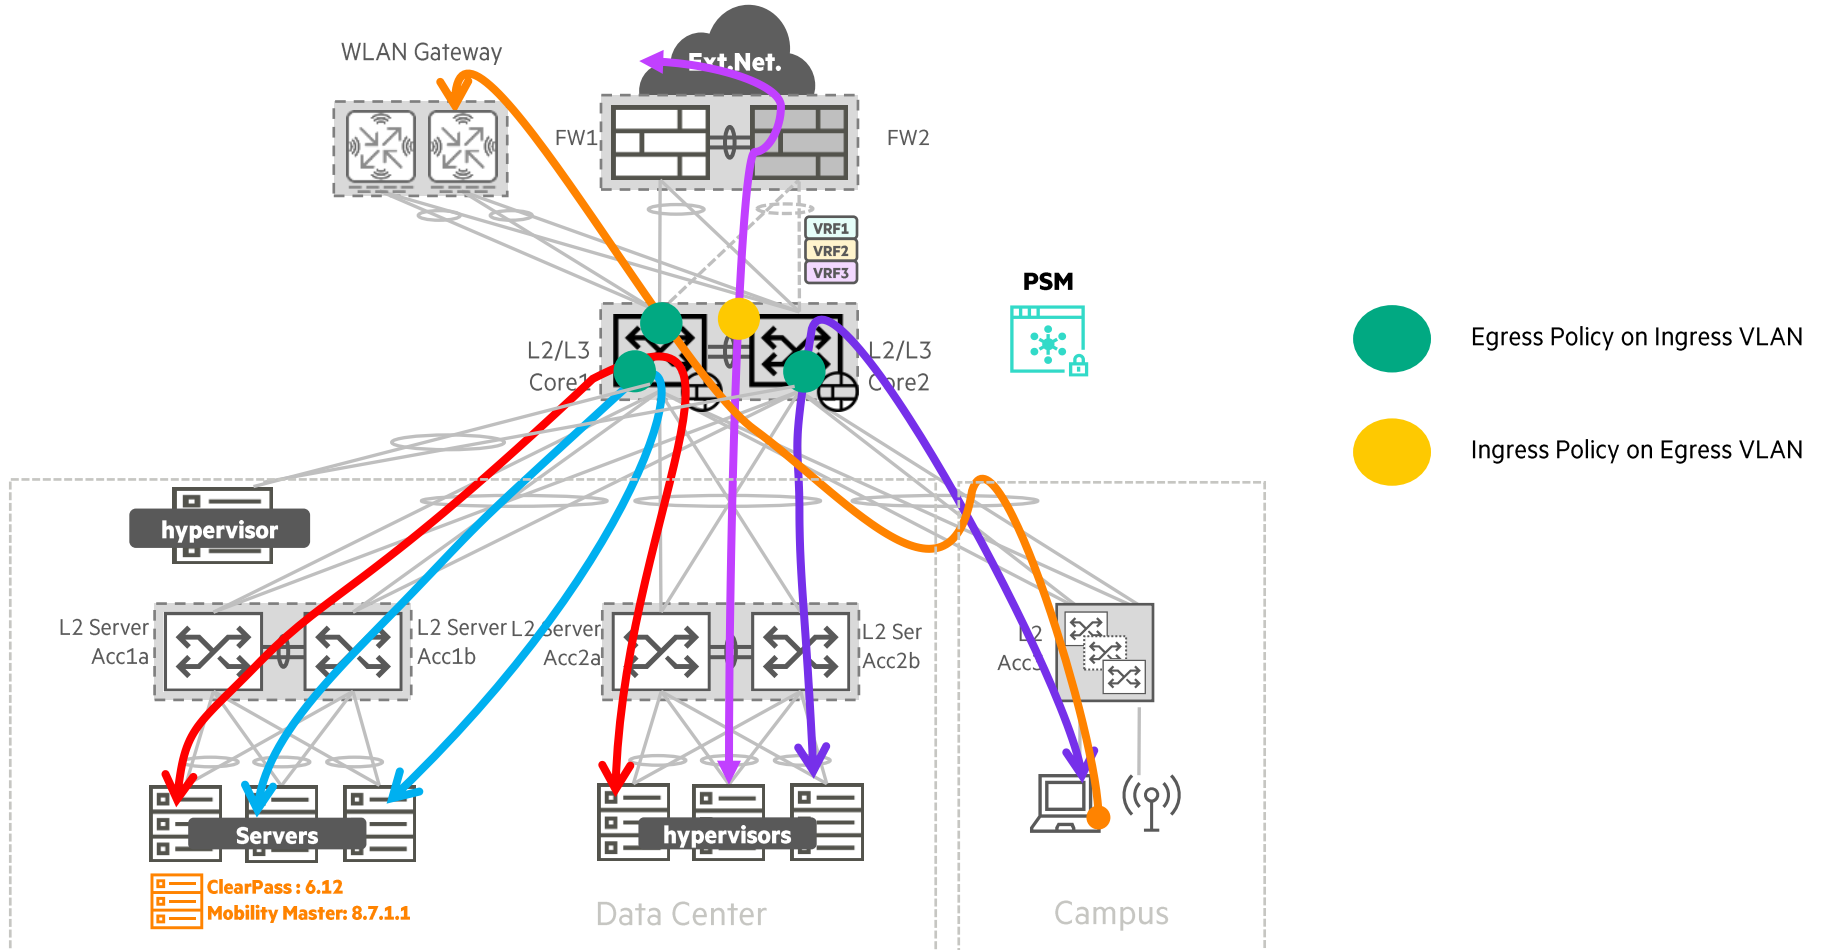 WLAN Gateway
Ext.Net.
FW1
FW2
VRF1
VRF2
VRF3
PSM
Egress Policy on Ingress VLAN
L2/L3
Core1
L2/L3
Core2
Ingress Policy on Egress VLAN
hypervisor
L2 Server
Acc1a
L2 Server
Acc1b
L2 Server
Acc2a
L2 Ser
Acc2b
L2
Acc3
Servers
hypervisors
ClearPass : 6.12
Mobility Master: 8.7.1.1
Data Center
Campus